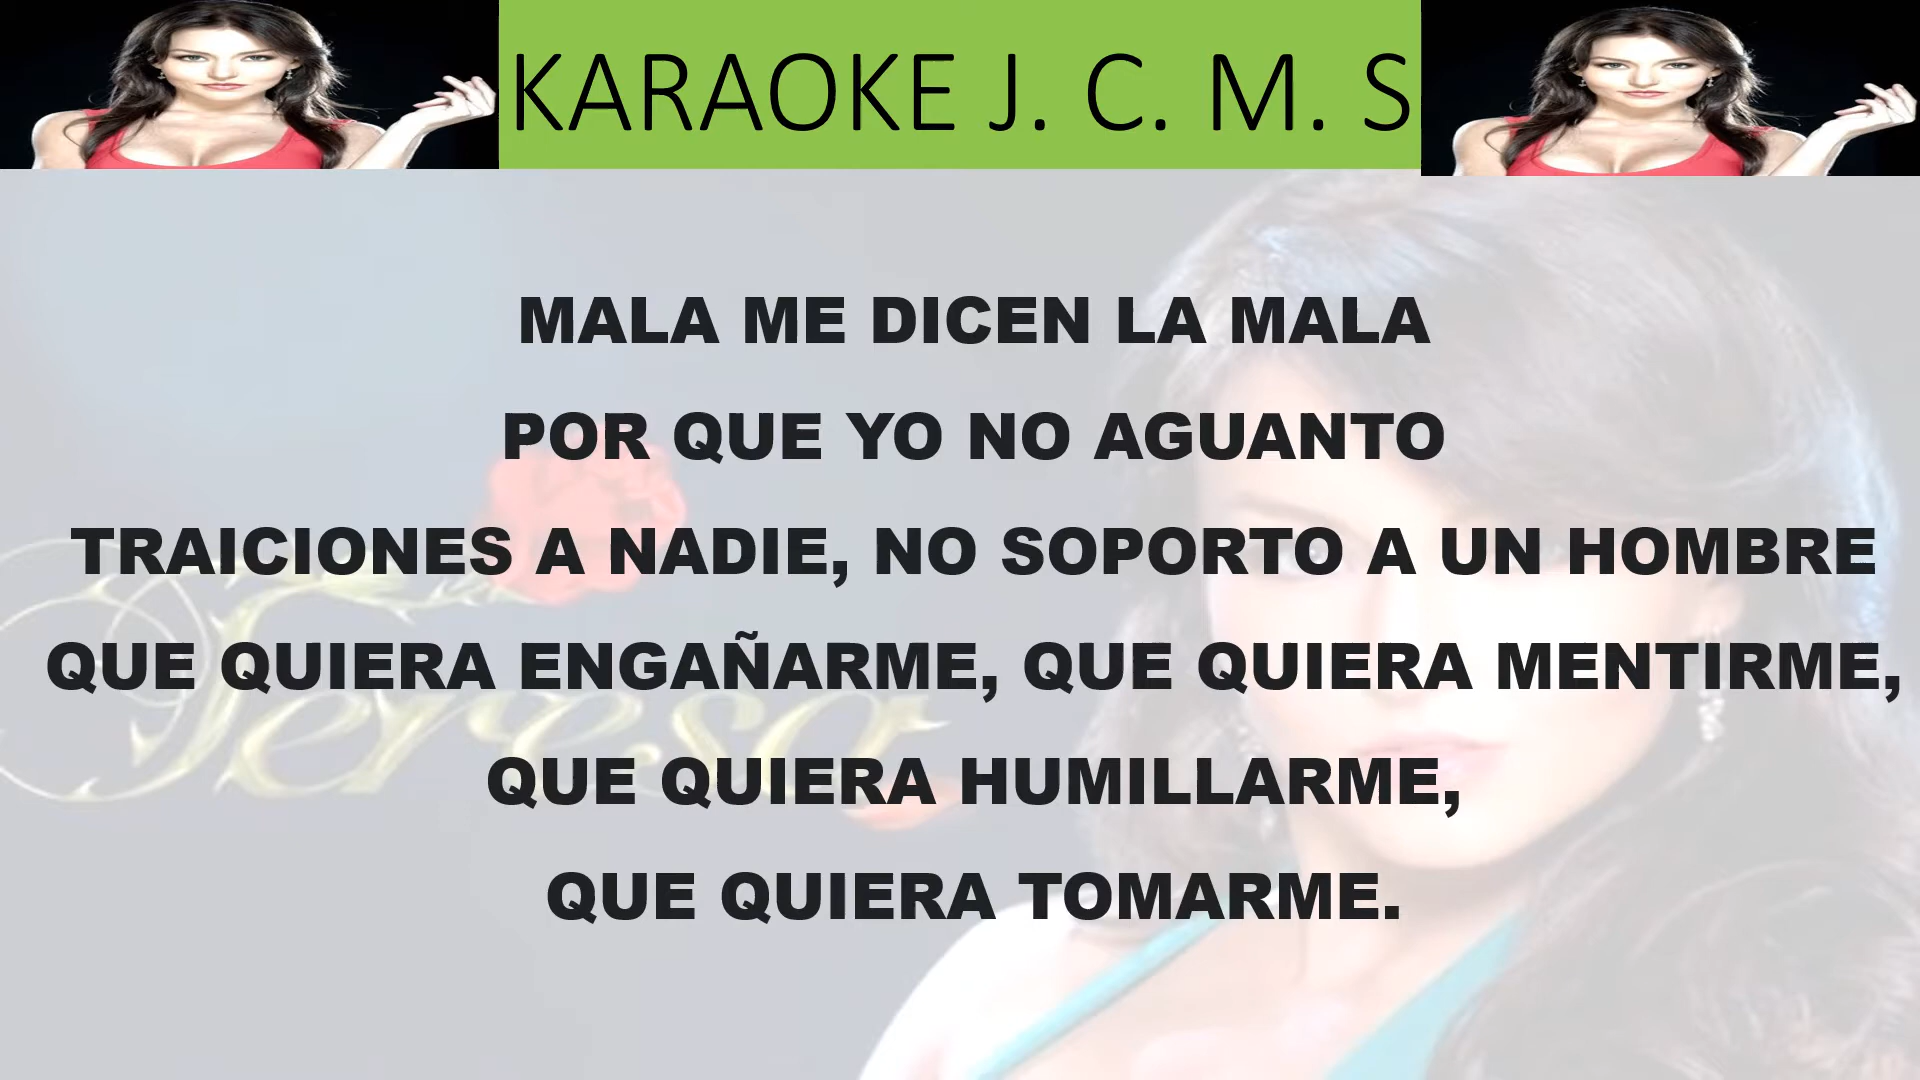 KARAOKE J. C. M. S
MALA ME DICEN LA MALA
POR QUE YO NO AGUANTO
TRAICIONES A NADIE, NO SOPORTO A UN HOMBRE
QUE QUIERA ENGAÑARME, QUE QUIERA MENTIRME,
QUE QUIERA HUMILLARME,
Teresa
QUE QUIERA TOMARME.